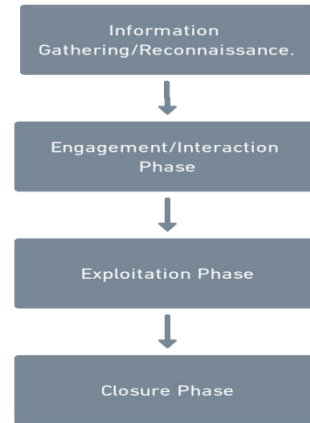 Information
Gathering/Reconnaissance.
Engagement/Interaction
Phase
Exploitation Phase
Closure Phase